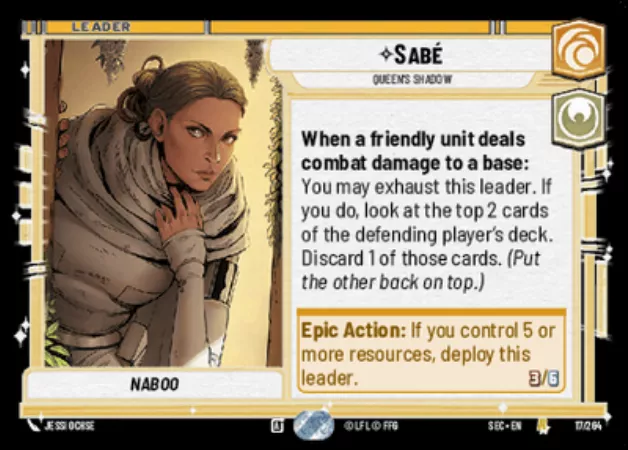 LEADER
SABÉ
QUEEN'S SHADOW
When a friendly unit deals
combat damage to a base:
You may exhaust this leader. If
you do, look at the top 2 cards
of the defending player's deck.
Discard 1 of those cards. (Put
the other back on top.)
Epic Action: If you control 5 or
more resources, deploy this
leader.
3/6
NABOO
JESSI OCHSE
© LFL © FFG
SEC • EN
17/264